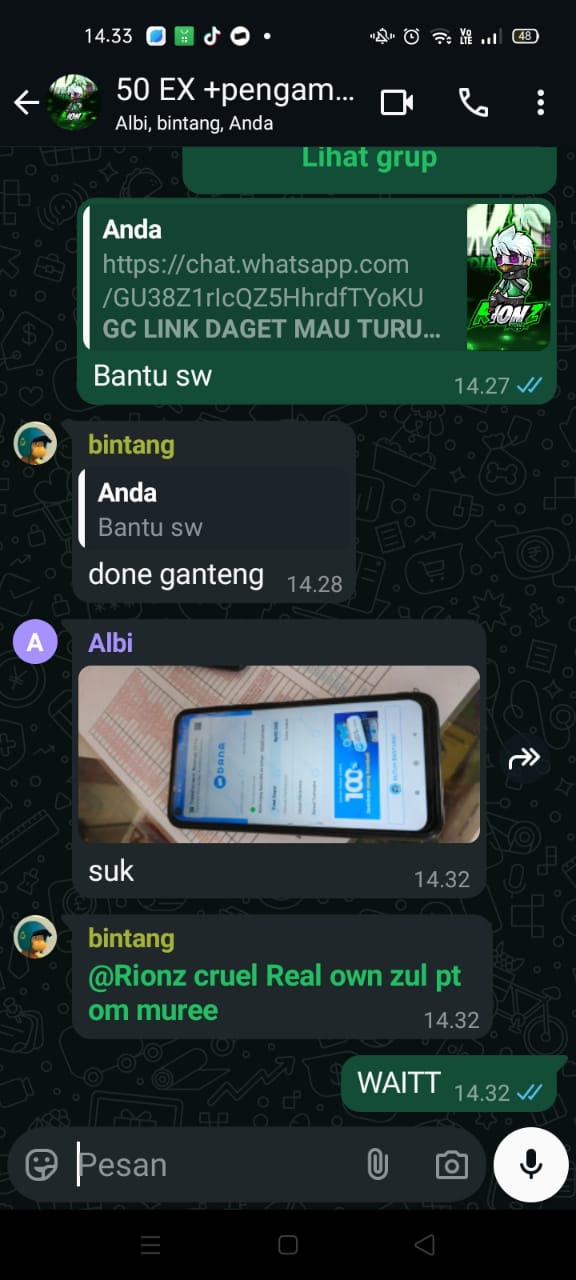 14.33
VO
LTE
48
50 EX +pengam...
Albi, bintang, Anda
Lihat grup
Anda
https://chat.whatsapp.com
/GU38Z1rIcQZ5HhrdfTYoKU
GC LINK DAGET MAU TURU...
Bantu sw
14.27
bintang
Anda
Bantu sw
done ganteng
14.28
A
Albi
DANA
100%
suk
14.32
bintang
@Rionz cruel Real own zul pt
om muree
14.32
WAITT
14.32
Pesan